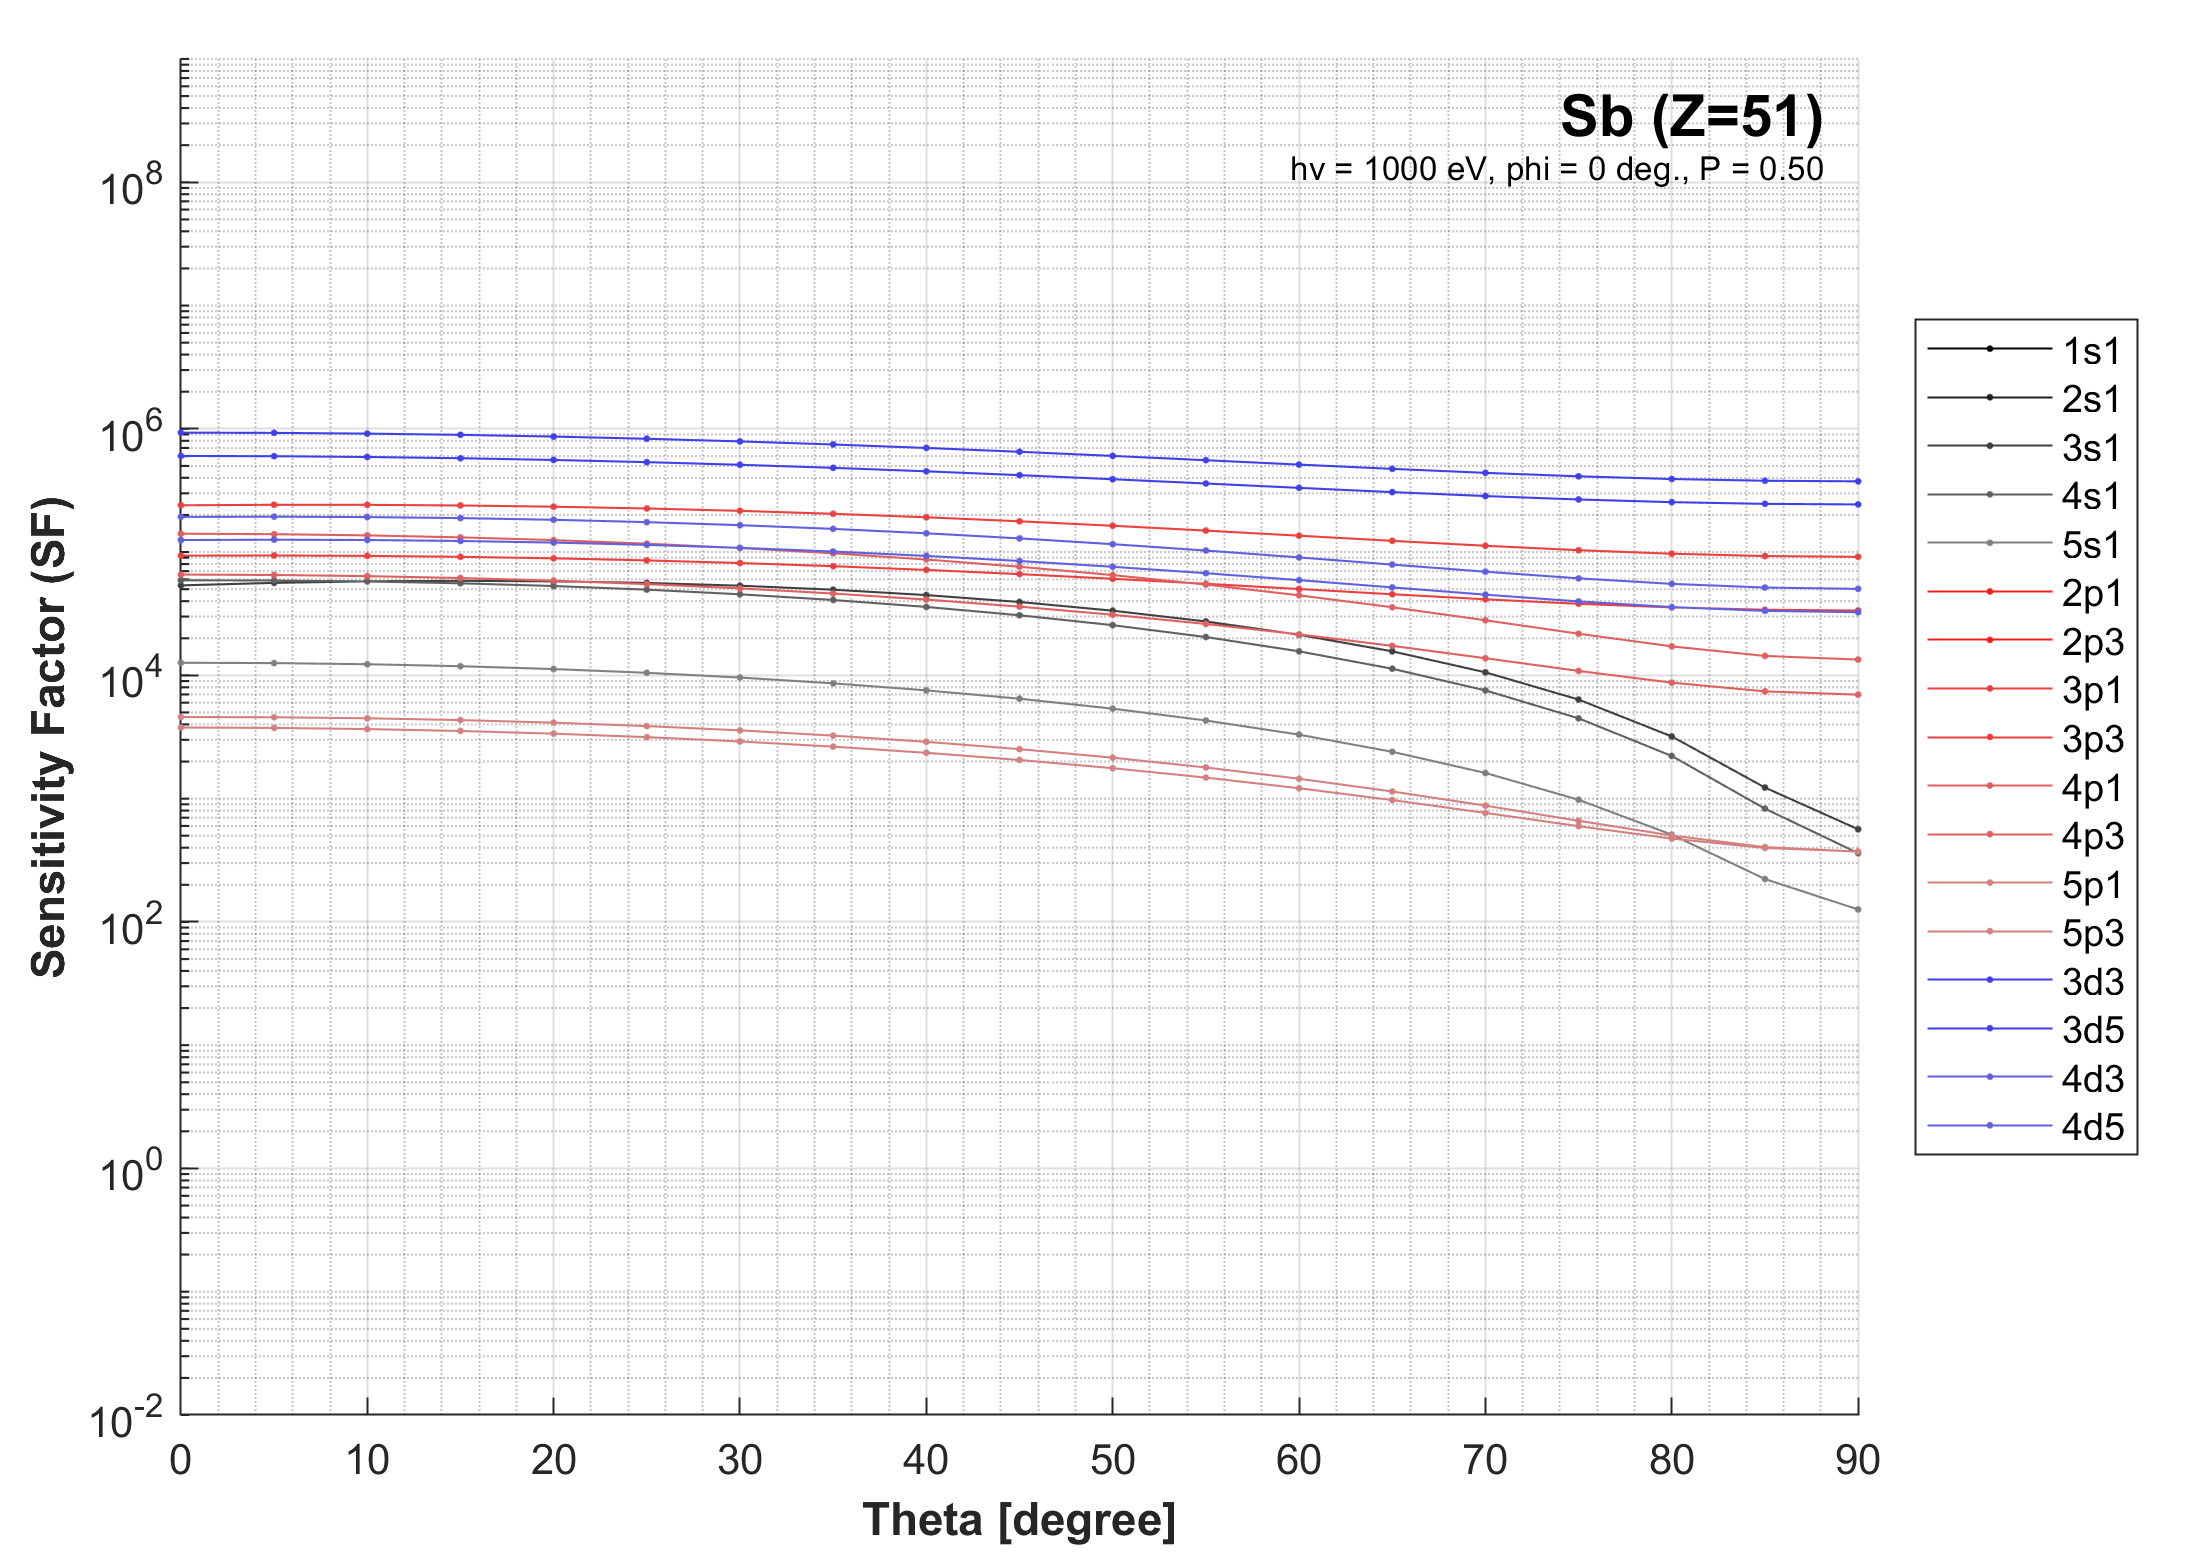 Sb (Z=51)
hν = 1000 eV, phi = 0 deg., P = 0.50
Sensitivity Factor (SF)
10^8
10^6
10^4
10^2
10^0
10^-2
0 10 20 30 40 50 60 70 80 90
Theta [degree]
1s1
2s1
3s1
4s1
5s1
2p1
2p3
3p1
3p3
4p1
4p3
5p1
5p3
3d3
3d5
4d3
4d5